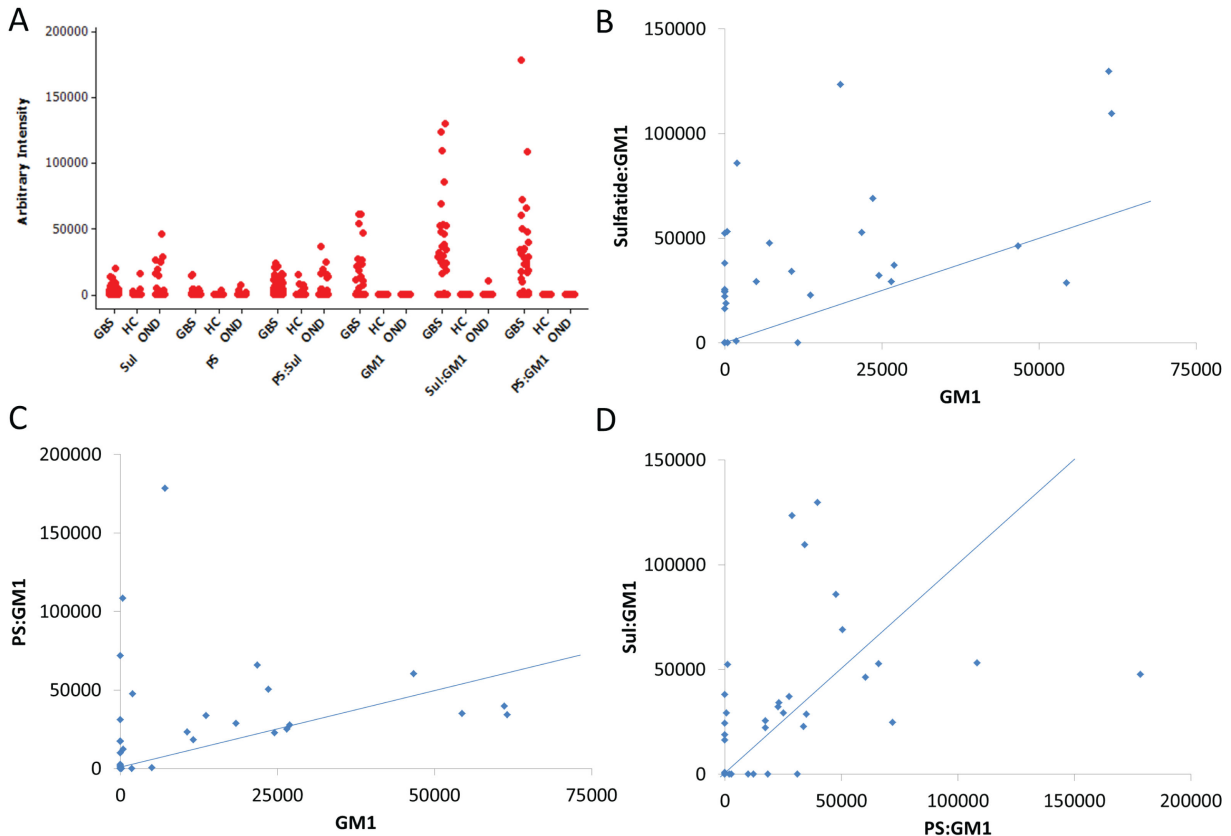 A
200000
150000
100000
50000
0
Arbitrary Intensity
GBS HC OND GBS HC OND GBS HC OND GBS HC OND GBS HC OND GBS HC OND
Sul PS PS:Sul GM1 Sul:GM1 PS:GM1
B
150000
100000
50000
0
Sulfatide:GM1
0 25000 50000 75000
GM1
C
200000
150000
100000
50000
0
PS:GM1
0 25000 50000 75000
GM1
D
150000
100000
50000
0
Sul:GM1
0 50000 100000 150000 200000
PS:GM1